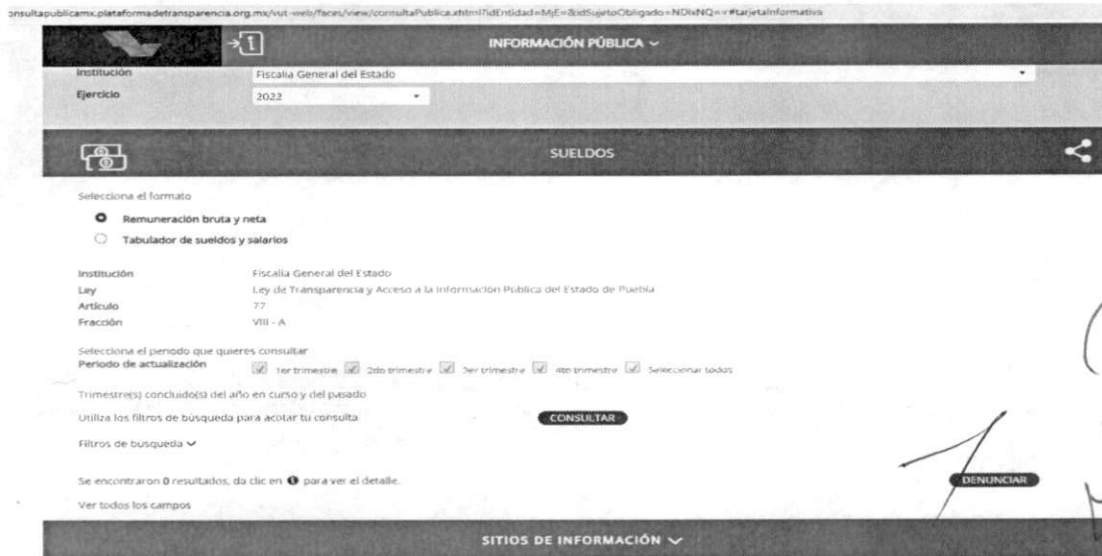 onsultapublicamx.plataformadetransparencia.org.mx/vut-web/faces/view/consultaPublica.xhtml?idEntidad=MjE=&idSujetoObligado=NDIxNQ==#tarjetaInformativa
INFORMACIÓN PÚBLICA
Institución Fiscalía General del Estado
Ejercicio 2022
SUELDOS
Selecciona el formato
Remuneración bruta y neta
Tabulador de sueldos y salarios
Institución Fiscalía General del Estado
Ley Ley de Transparencia y Acceso a la Información Pública del Estado de Puebla
Artículo 77
Fracción VIII - A
Selecciona el periodo que quieres consultar
Periodo de actualización 1er trimestre 2do trimestre 3er trimestre 4to trimestre Seleccionar todos
Trimestre(s) concluido(s) del año en curso y del pasado
Utiliza los filtros de búsqueda para acotar tu consulta CONSULTAR
Filtros de búsqueda
Se encontraron 0 resultados, da clic en i para ver el detalle. DENUNCIAR
Ver todos los campos
SITIOS DE INFORMACIÓN